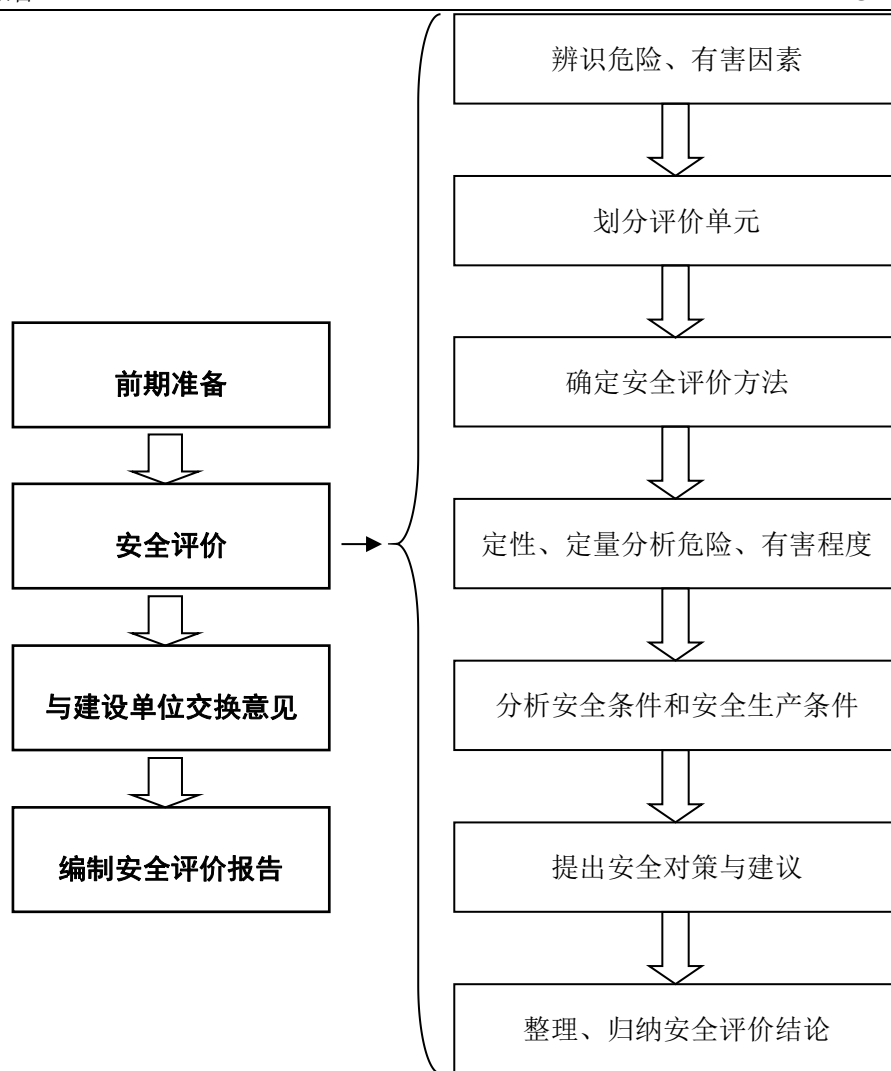 前期准备
安全评价
与建设单位交换意见
编制安全评价报告
辨识危险、有害因素
划分评价单元
确定安全评价方法
定性、定量分析危险、有害程度
分析安全条件和安全生产条件
提出安全对策与建议
整理、归纳安全评价结论